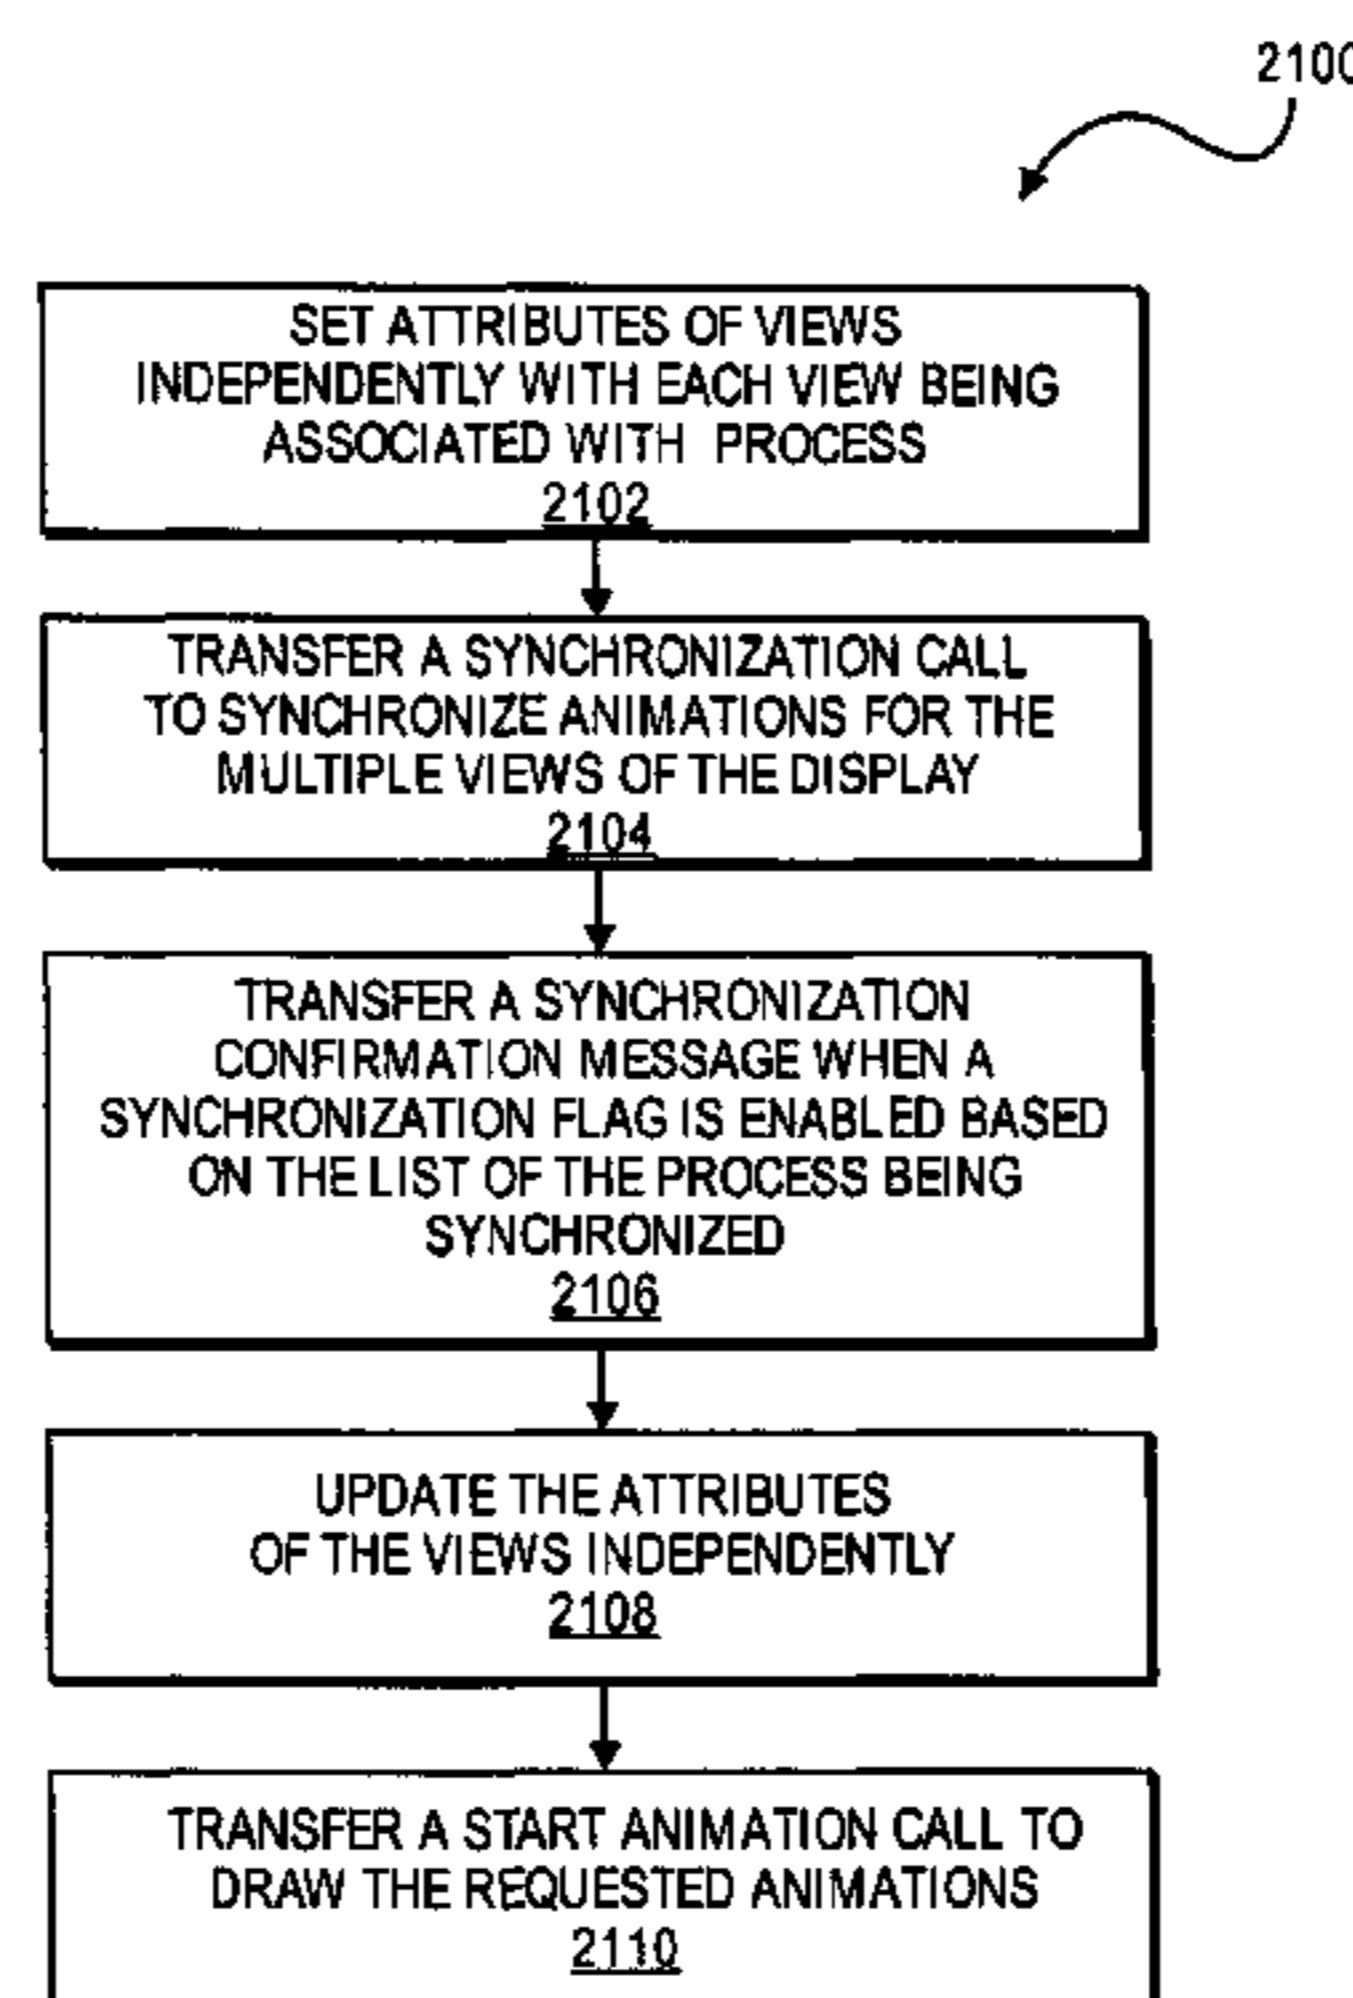 2100
SET ATTRIBUTES OF VIEWS
INDEPENDENTLY WITH EACH VIEW BEING
ASSOCIATED WITH PROCESS
2102
TRANSFER A SYNCHRONIZATION CALL
TO SYNCHRONIZE ANIMATIONS FOR THE
MULTIPLE VIEWS OF THE DISPLAY
2104
TRANSFER A SYNCHRONIZATION
CONFIRMATION MESSAGE WHEN A
SYNCHRONIZATION FLAG IS ENABLED BASED
ON THE LIST OF THE PROCESS BEING
SYNCHRONIZED
2106
UPDATE THE ATTRIBUTES
OF THE VIEWS INDEPENDENTLY
2108
TRANSFER A START ANIMATION CALL TO
DRAW THE REQUESTED ANIMATIONS
2110